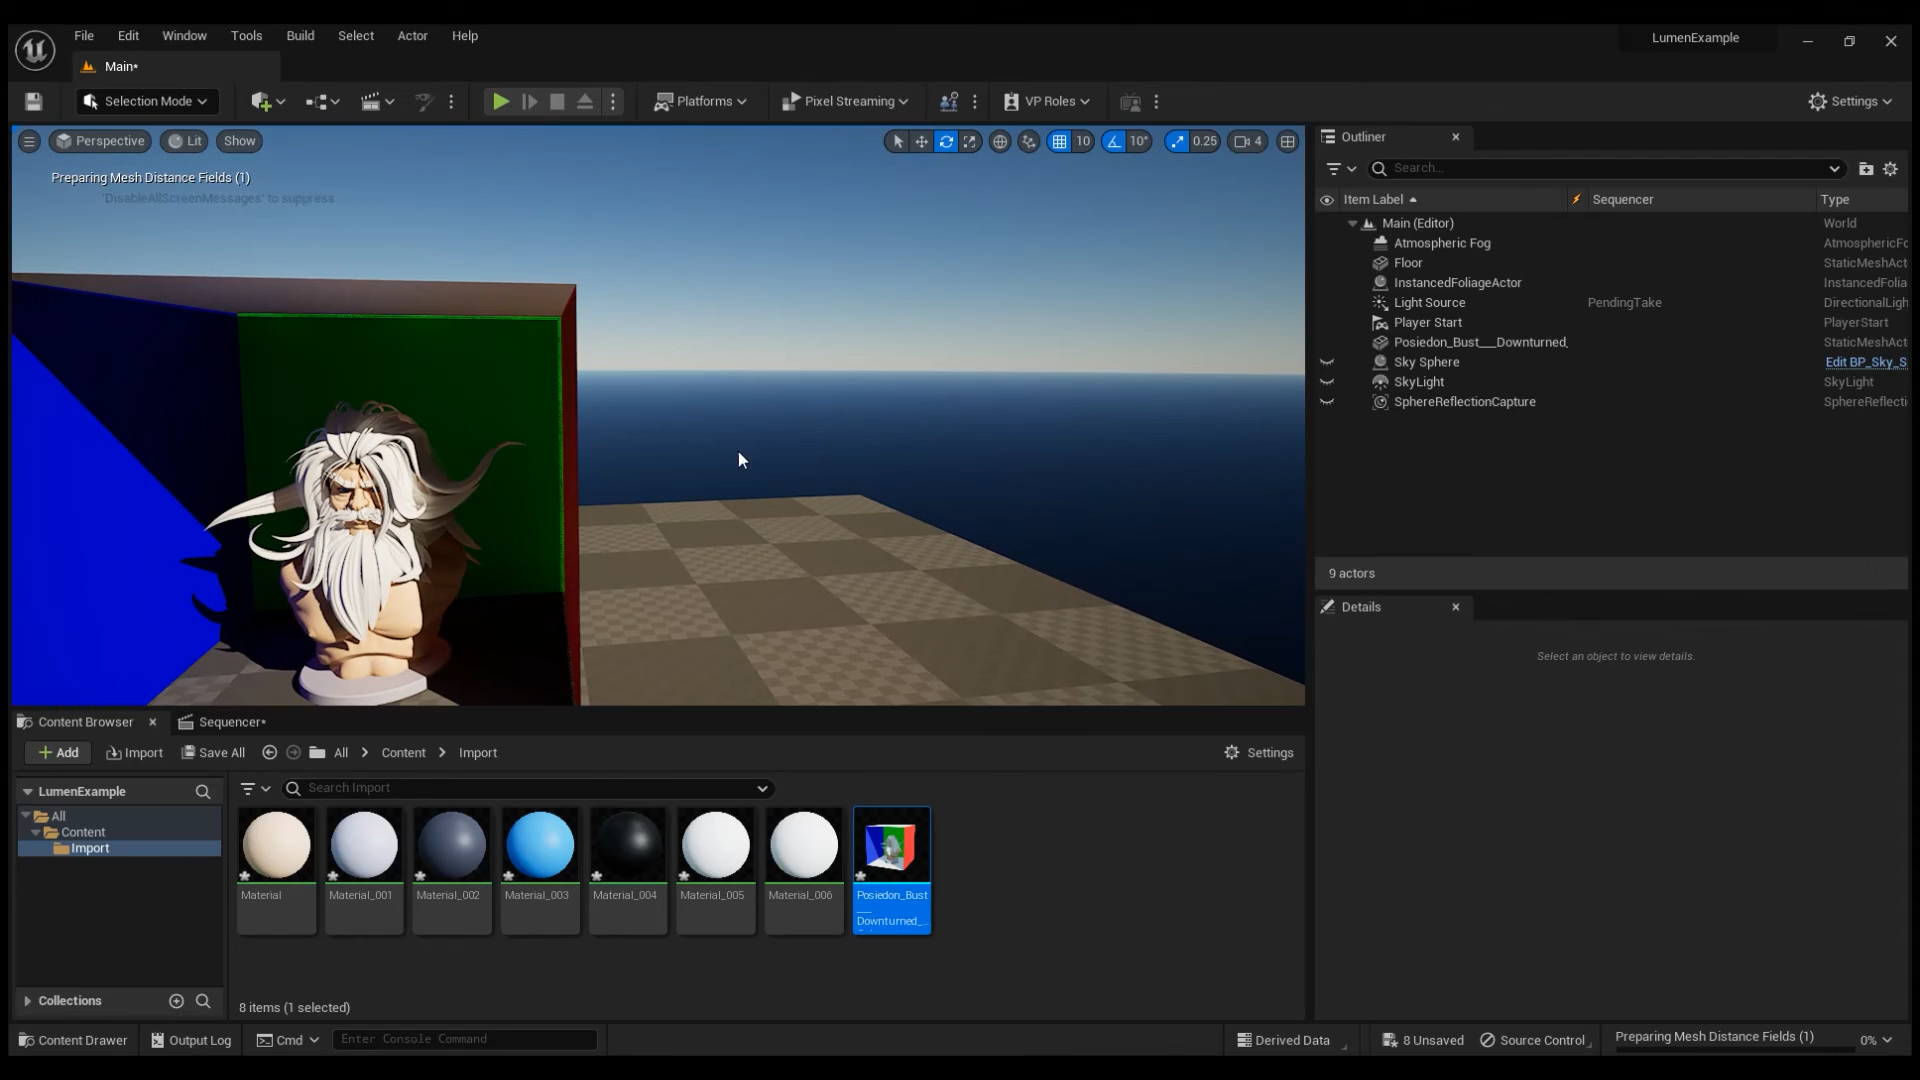 File Edit Window Tools Build Select Actor Help
LumenExample
Main*
Selection Mode
Platforms
Pixel Streaming
VP Roles
Settings
Perspective
Lit
Show
10
10°
0.25
4
Preparing Mesh Distance Fields (1)
'DisableAllScreenMessages' to suppress
Outliner
Search...
Item Label
Sequencer
Type
Main (Editor)
World
Atmospheric Fog
AtmosphericFo
Floor
StaticMeshAct
InstancedFoliageActor
InstancedFolia
Light Source
PendingTake
DirectionalLigh
Player Start
PlayerStart
Posiedon_Bust___Downturned_
StaticMeshAct
Sky Sphere
Edit BP_Sky_S
SkyLight
SkyLight
SphereReflectionCapture
SphereReflecti
9 actors
Details
Select an object to view details.
Content Browser
Sequencer*
Add
Import
Save All
All
Content
Import
Settings
LumenExample
Search Import
All
Content
Import
Material
Material_001
Material_002
Material_003
Material_004
Material_005
Material_006
Posiedon_Bust
__
Downturned_...
Collections
8 items (1 selected)
Content Drawer
Output Log
Cmd
Enter Console Command
Derived Data
8 Unsaved
Source Control
Preparing Mesh Distance Fields (1)
0%